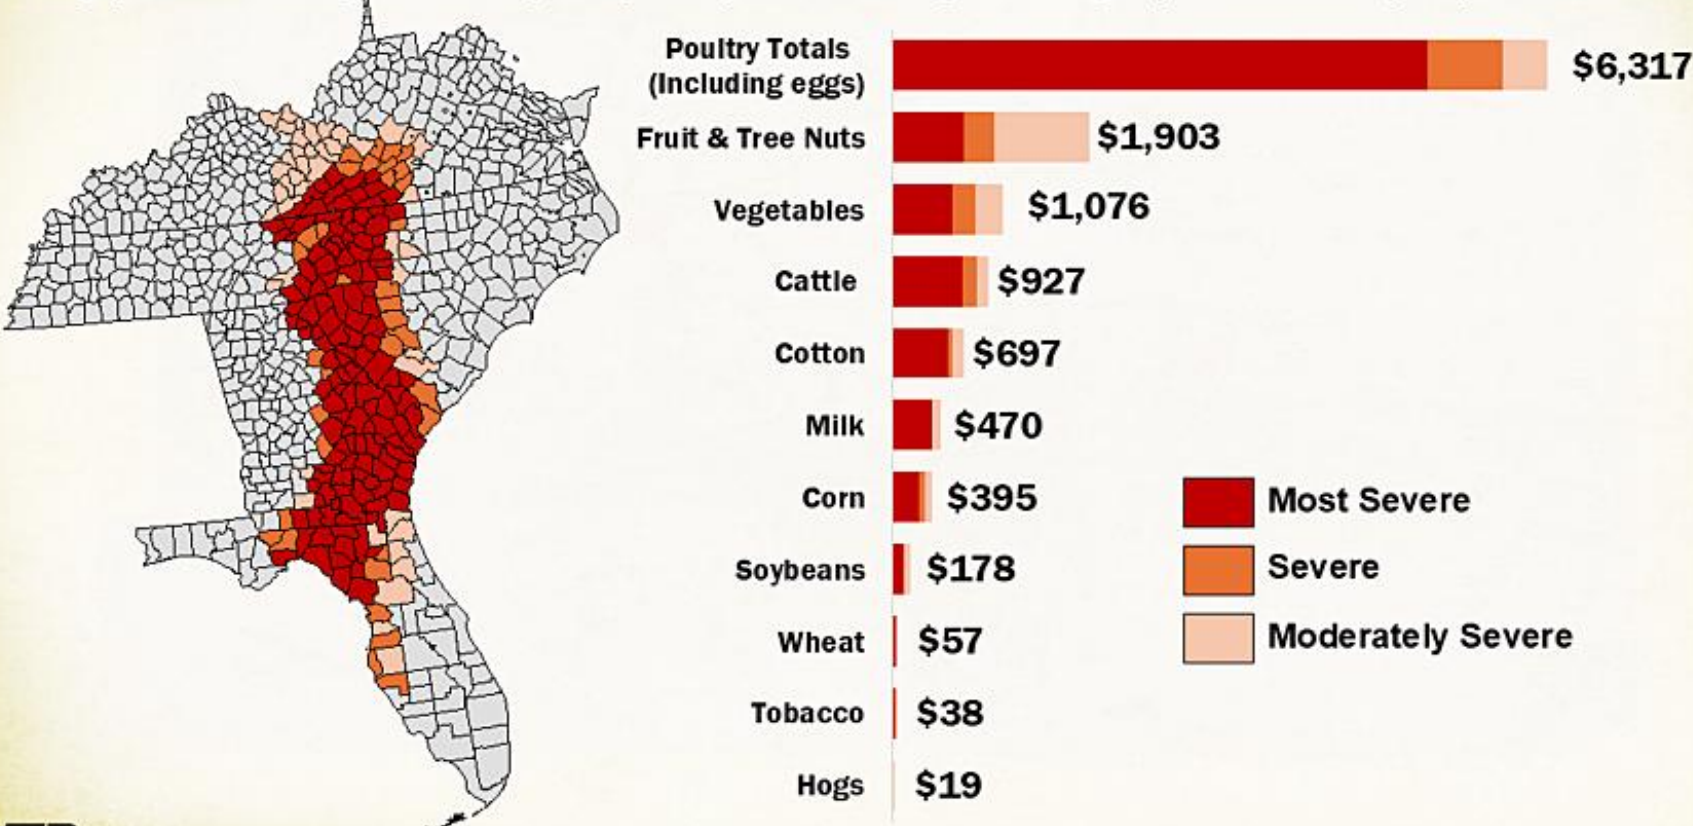 Poultry Totals
(Including eggs)
$6,317
Fruit & Tree Nuts
$1,903
Vegetables
$1,076
Cattle
$927
Cotton
$697
Milk
$470
Corn
$395
Soybeans
$178
Wheat
$57
Tobacco
$38
Hogs
$19
Most Severe
Severe
Moderately Severe